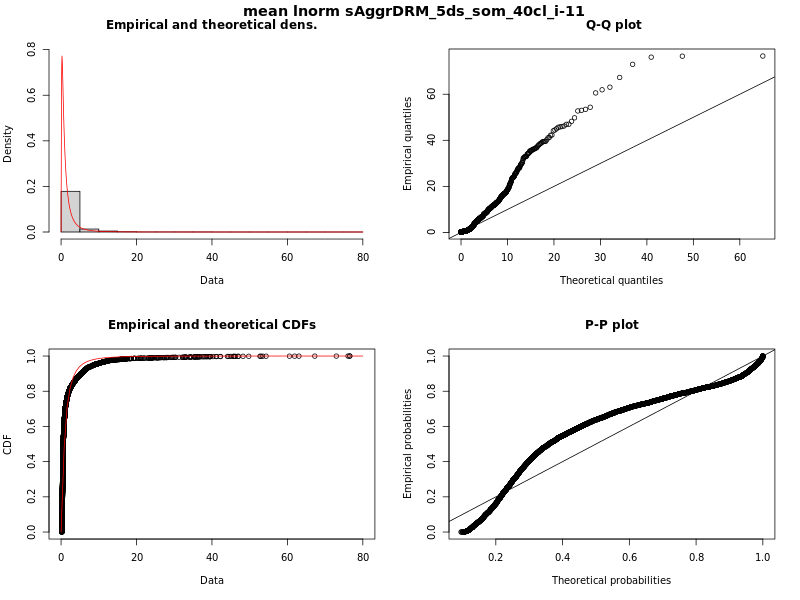 mean lnorm sAggrDRM_5ds_som_40cl_i-11
Empirical and theoretical dens.
Density
0.0 0.2 0.4 0.6 0.8
0 20 40 60 80
Data
Q-Q plot
Empirical quantiles
0 20 40 60
0 10 20 30 40 50 60
Theoretical quantiles
Empirical and theoretical CDFs
CDF
0.0 0.2 0.4 0.6 0.8 1.0
0 20 40 60 80
Data
P-P plot
Empirical probabilities
0.0 0.2 0.4 0.6 0.8 1.0
0.2 0.4 0.6 0.8 1.0
Theoretical probabilities